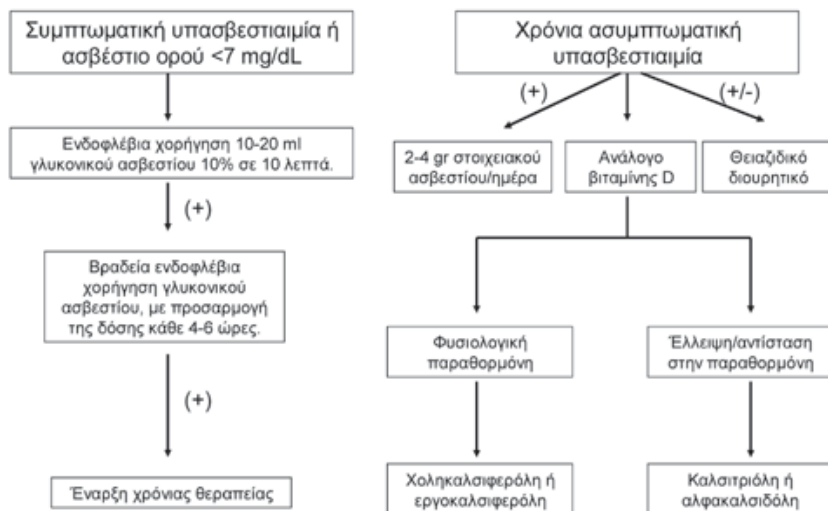 Συμπτωματική υπασβεστιαιμία ή
ασβέστιο ορού <7 mg/dL
Ενδοφλέβια χορήγηση 10-20 ml
γλυκονικού ασβεστίου 10% σε 10 λεπτά.
(+)
Βραδεία ενδοφλέβια
χορήγηση γλυκονικού
ασβεστίου, με προσαρμογή
της δόσης κάθε 4-6 ώρες.
(+)
Έναρξη χρόνιας θεραπείας
Χρόνια ασυμπτωματική
υπασβεστιαιμία
(+)
(+/-)
2-4 gr στοιχειακού
ασβεστίου/ημέρα
Ανάλογο
βιταμίνης D
Θειαζιδικό
διουρητικό
Φυσιολογική
παραθορμόνη
Έλλειψη/αντίσταση
στην παραθορμόνη
Χοληκαλσιφερόλη ή
εργοκαλσιφερόλη
Καλσιτριόλη ή
αλφακαλσιδόλη